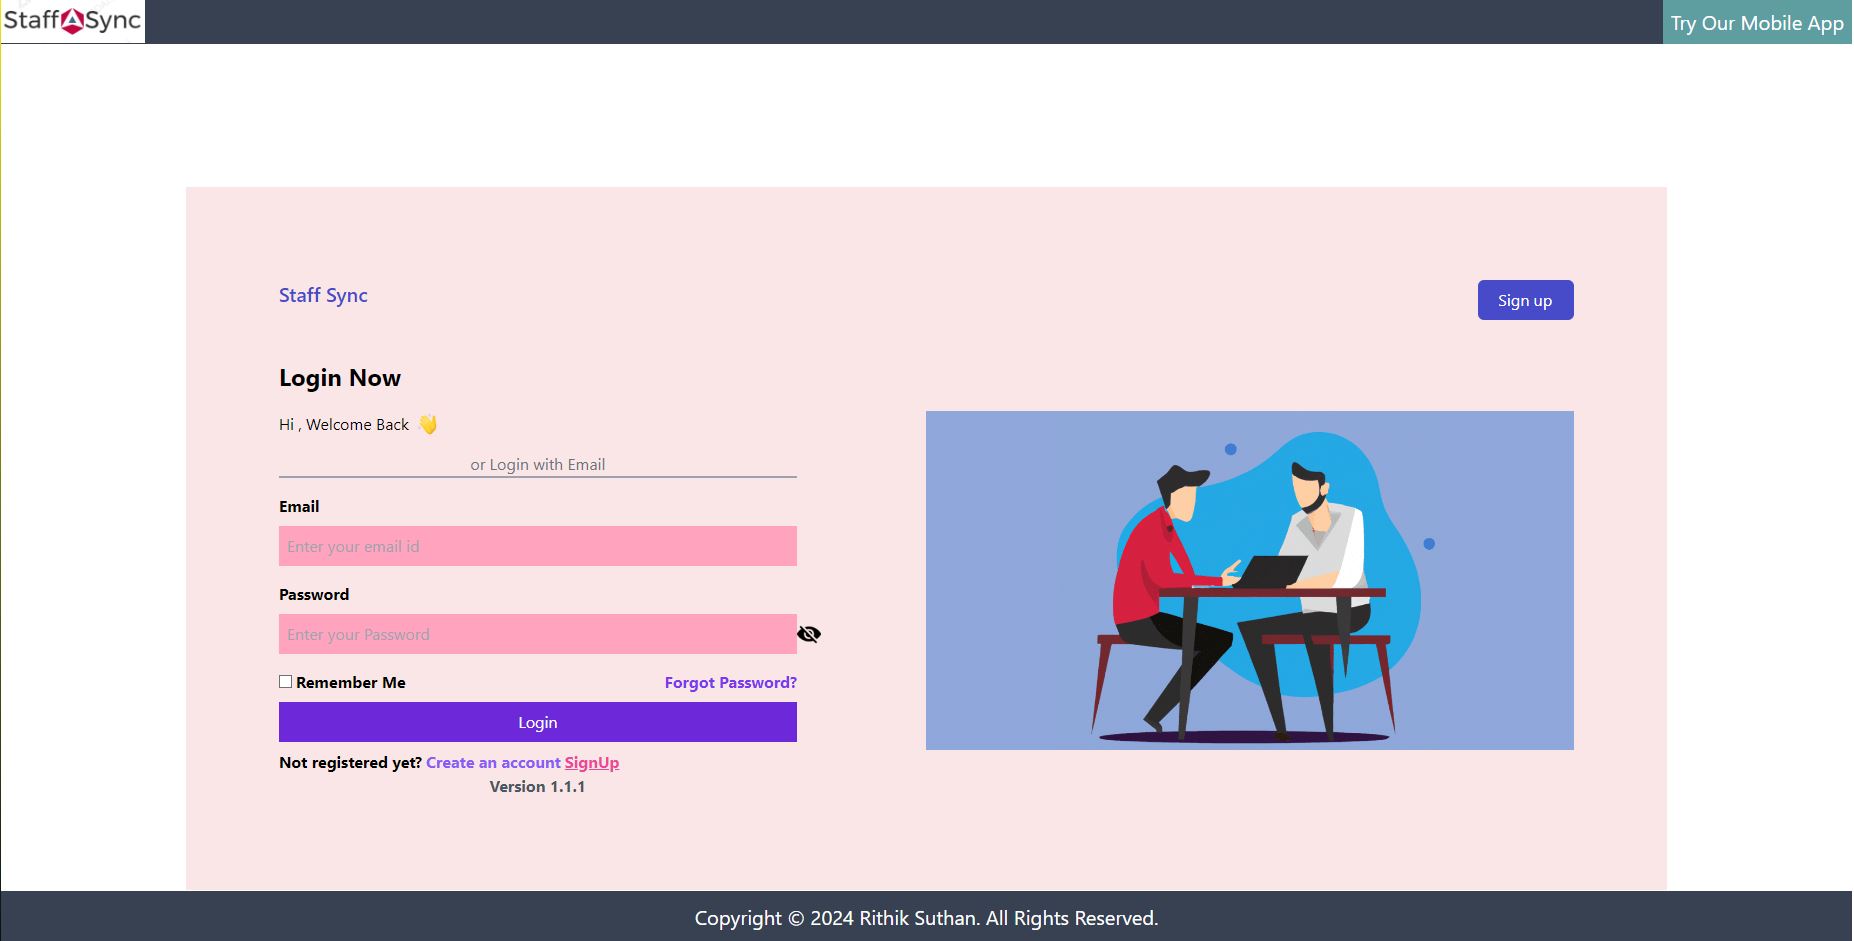 Staff Sync
Try Our Mobile App
Staff Sync
Sign up
Login Now
Hi , Welcome Back 👋
or Login with Email
Email
Enter your email id
Password
Enter your Password
Remember Me
Forgot Password?
Login
Not registered yet? Create an account SignUp
Version 1.1.1
Copyright © 2024 Rithik Suthan. All Rights Reserved.